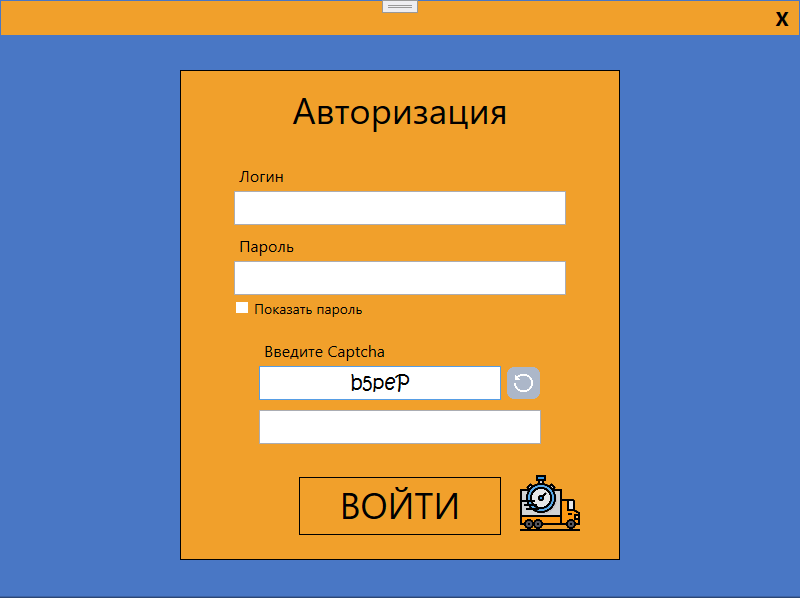 X
Авторизация
Логин
Пароль
Показать пароль
Введите Captcha
b5peP
ВОЙТИ